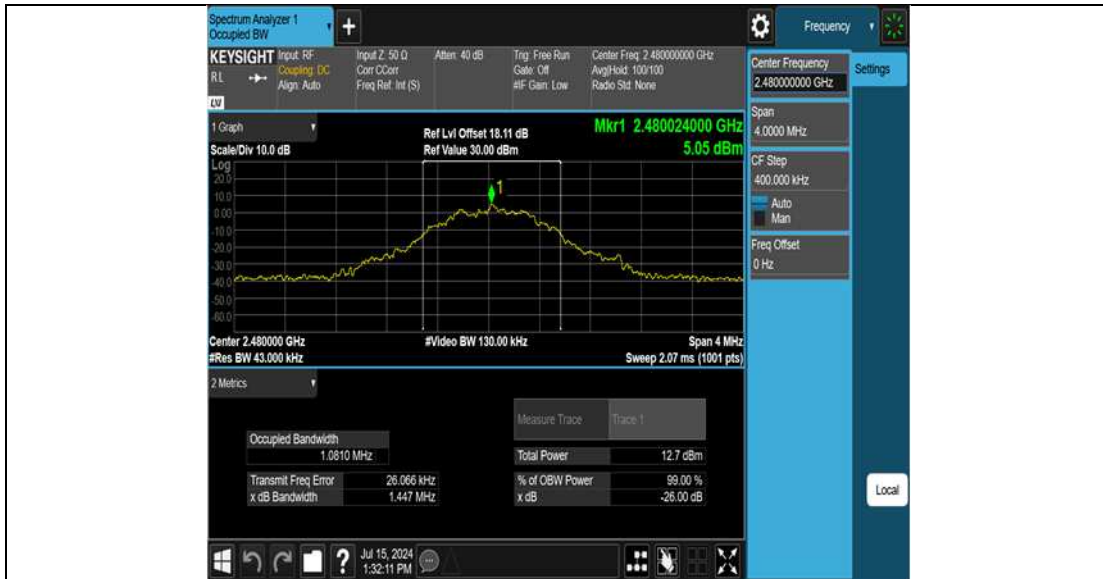 Spectrum Analyzer 1
Occupied BW
+
Frequency
KEYSIGHT
RL
LV
Input: RF
Coupling: DC
Align: Auto
Input Z: 50 Ω
Corr CCorr
Freq Ref: Int (S)
Atten: 40 dB
Trig: Free Run
Gate: Off
#IF Gain: Low
Center Freq: 2.480000000 GHz
Avg|Hold: 100/100
Radio Std: None
Center Frequency
2.480000000 GHz
Settings
Span
4.0000 MHz
CF Step
400.000 kHz
Auto
Man
Freq Offset
0 Hz
Local
1 Graph
Scale/Div 10.0 dB
Ref Lvl Offset 18.11 dB
Ref Value 30.00 dBm
Mkr1 2.480024000 GHz
5.05 dBm
Log
20.0
10.0
0.00
-10.0
-20.0
-30.0
-40.0
-50.0
-60.0
1
Center 2.480000 GHz
#Res BW 43.000 kHz
#Video BW 130.00 kHz
Span 4 MHz
Sweep 2.07 ms (1001 pts)
2 Metrics
Measure Trace Trace 1
Occupied Bandwidth
1.0810 MHz
Total Power 12.7 dBm
Transmit Freq Error 26.066 kHz
% of OBW Power 99.00 %
x dB Bandwidth 1.447 MHz
x dB -26.00 dB
?
Jul 15, 2024
1:32:11 PM